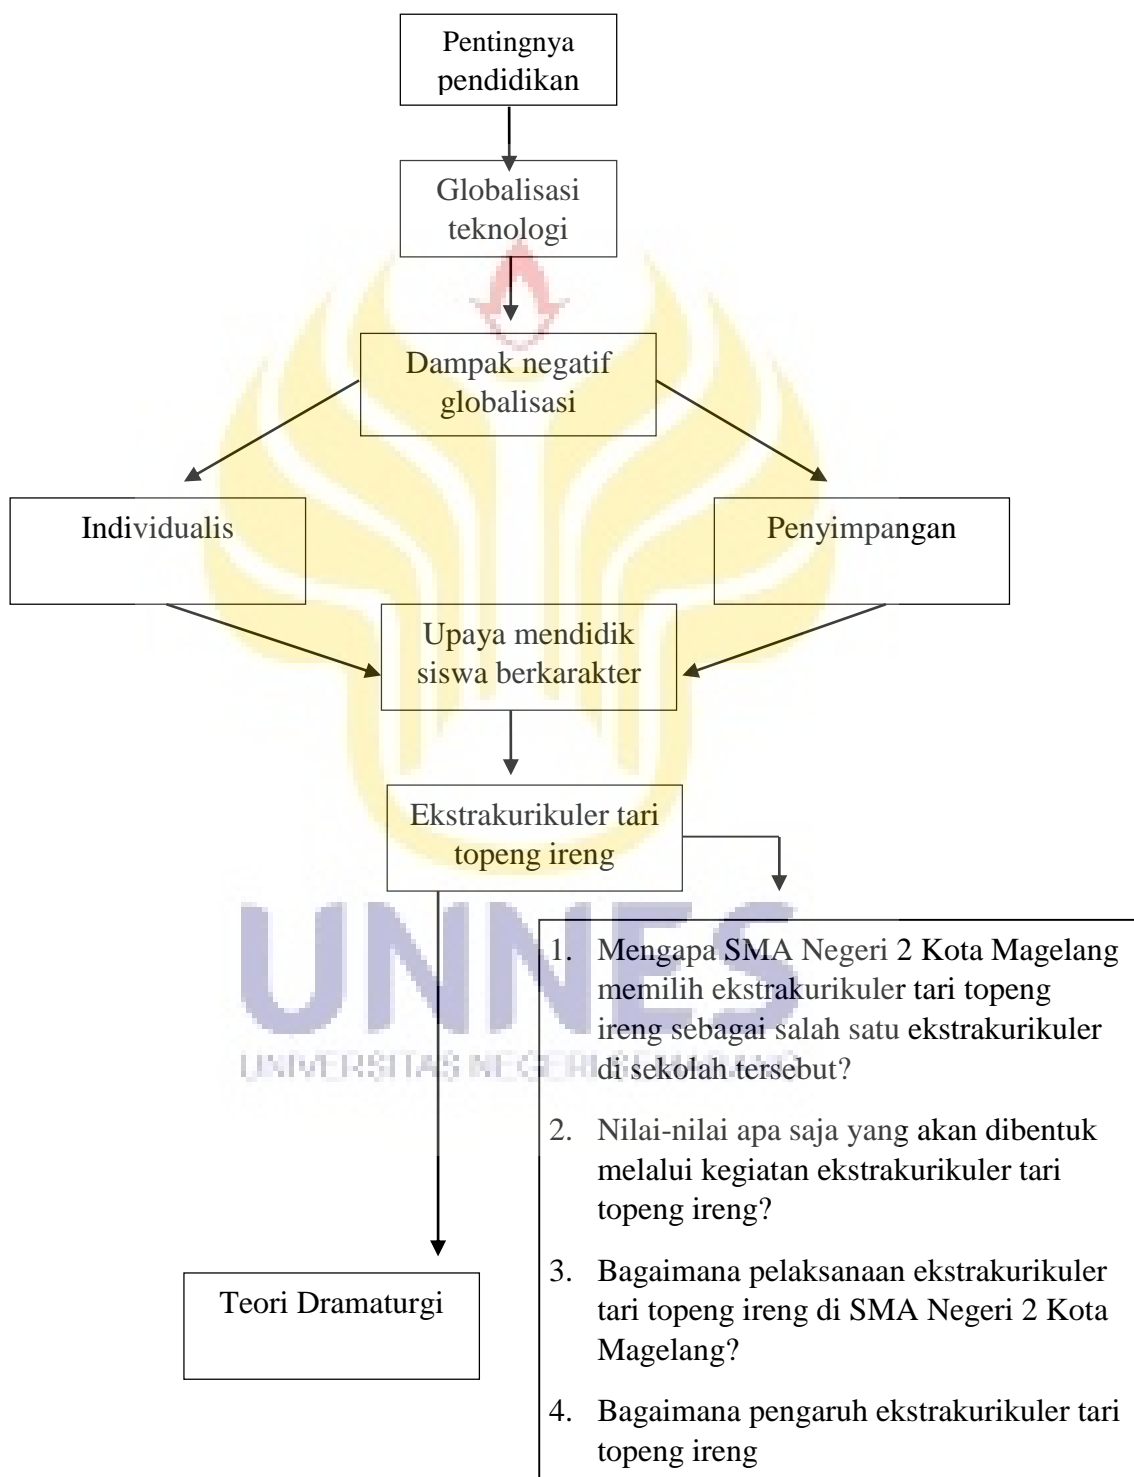 Pentingnya
pendidikan
Globalisasi
teknologi
Dampak negatif
globalisasi
Individualis
Penyimpangan
Upaya mendidik
siswa berkarakter
Ekstrakurikuler tari
topeng ireng
UNNES
UNIVERSITAS NEGERI SEMARANG
1. Mengapa SMA Negeri 2 Kota Magelang
memilih ekstrakurikuler tari topeng
ireng sebagai salah satu ekstrakurikuler
di sekolah tersebut?
2. Nilai-nilai apa saja yang akan dibentuk
melalui kegiatan ekstrakurikuler tari
topeng ireng?
3. Bagaimana pelaksanaan ekstrakurikuler
tari topeng ireng di SMA Negeri 2 Kota
Magelang?
4. Bagaimana pengaruh ekstrakurikuler tari
topeng ireng
Teori Dramaturgi